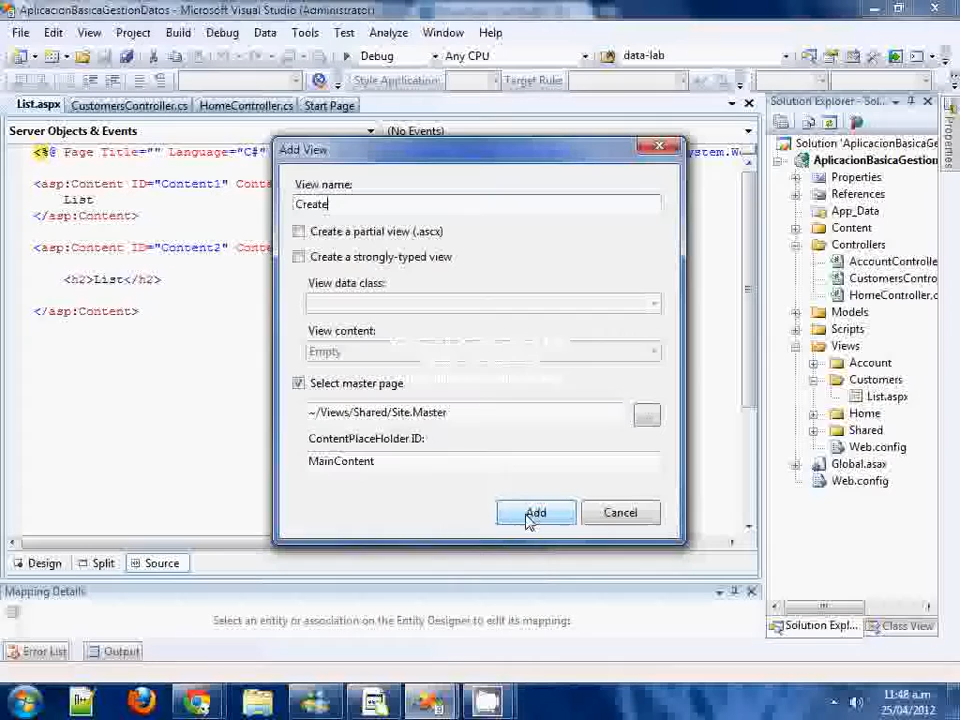 AplicacionBasicaGestionDatos - Microsoft Visual Studio (Administrator)
File Edit View Project Build Debug Data Tools Test Analyze Window Help
Debug Any CPU data-lab
Style Application: Target Rule:
List.aspx CustomersController.cs HomeController.cs Start Page
Solution Explorer - Sol...
Properties
Server Objects & Events (No Events)
<%@ Page Title="" Language="C#"
ystem.W
<asp:Content ID="Content1" Conte
List
</asp:Content>
<asp:Content ID="Content2" Conte
<h2>List</h2>
</asp:Content>
Add View
View name:
Create
Create a partial view (.ascx)
Create a strongly-typed view
View data class:
View content:
Empty
Select master page
~/Views/Shared/Site.Master
...
ContentPlaceHolder ID:
MainContent
Add Cancel
Solution 'AplicacionBasicaGestion
AplicacionBasicaGestion
Properties
References
App_Data
Content
Controllers
AccountControlle
CustomersContro
HomeController.c
Models
Scripts
Views
Account
Customers
List.aspx
Home
Shared
Web.config
Global.asax
Web.config
Design Split Source
Solution Expl... Class View
Mapping Details
Select an entity or association on the Entity Designer to edit its mappings
Error List Output
11:48 a.m.
25/04/2012